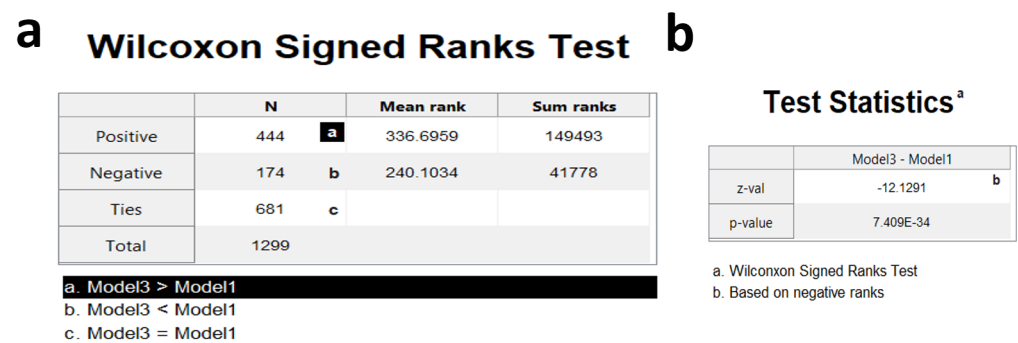 a
Wilcoxon Signed Ranks Test
N Mean rank Sum ranks
Positive 444 a 336.6959 149493
Negative 174 b 240.1034 41778
Ties 681 c
Total 1299
a. Model3 > Model1
b. Model3 < Model1
c. Model3 = Model1
b
Test Statistics a
Model3 - Model1
z-val -12.1291 b
p-value 7.409E-34
a. Wilconxon Signed Ranks Test
b. Based on negative ranks